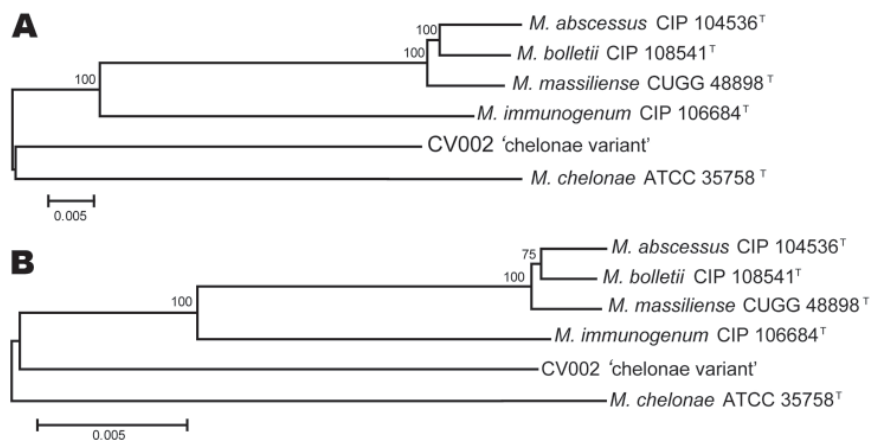 A
100
M. abscessus CIP 104536ᵀ
100
M. bolletii CIP 108541ᵀ
100
M. massiliense CUGG 48898ᵀ
M. immunogenum CIP 106684ᵀ
CV002 ‘chelonae variant’
M. chelonae ATCC 35758ᵀ
0.005
B
75
M. abscessus CIP 104536ᵀ
100
M. bolletii CIP 108541ᵀ
100
M. massiliense CUGG 48898ᵀ
M. immunogenum CIP 106684ᵀ
CV002 ‘chelonae variant’
M. chelonae ATCC 35758ᵀ
0.005